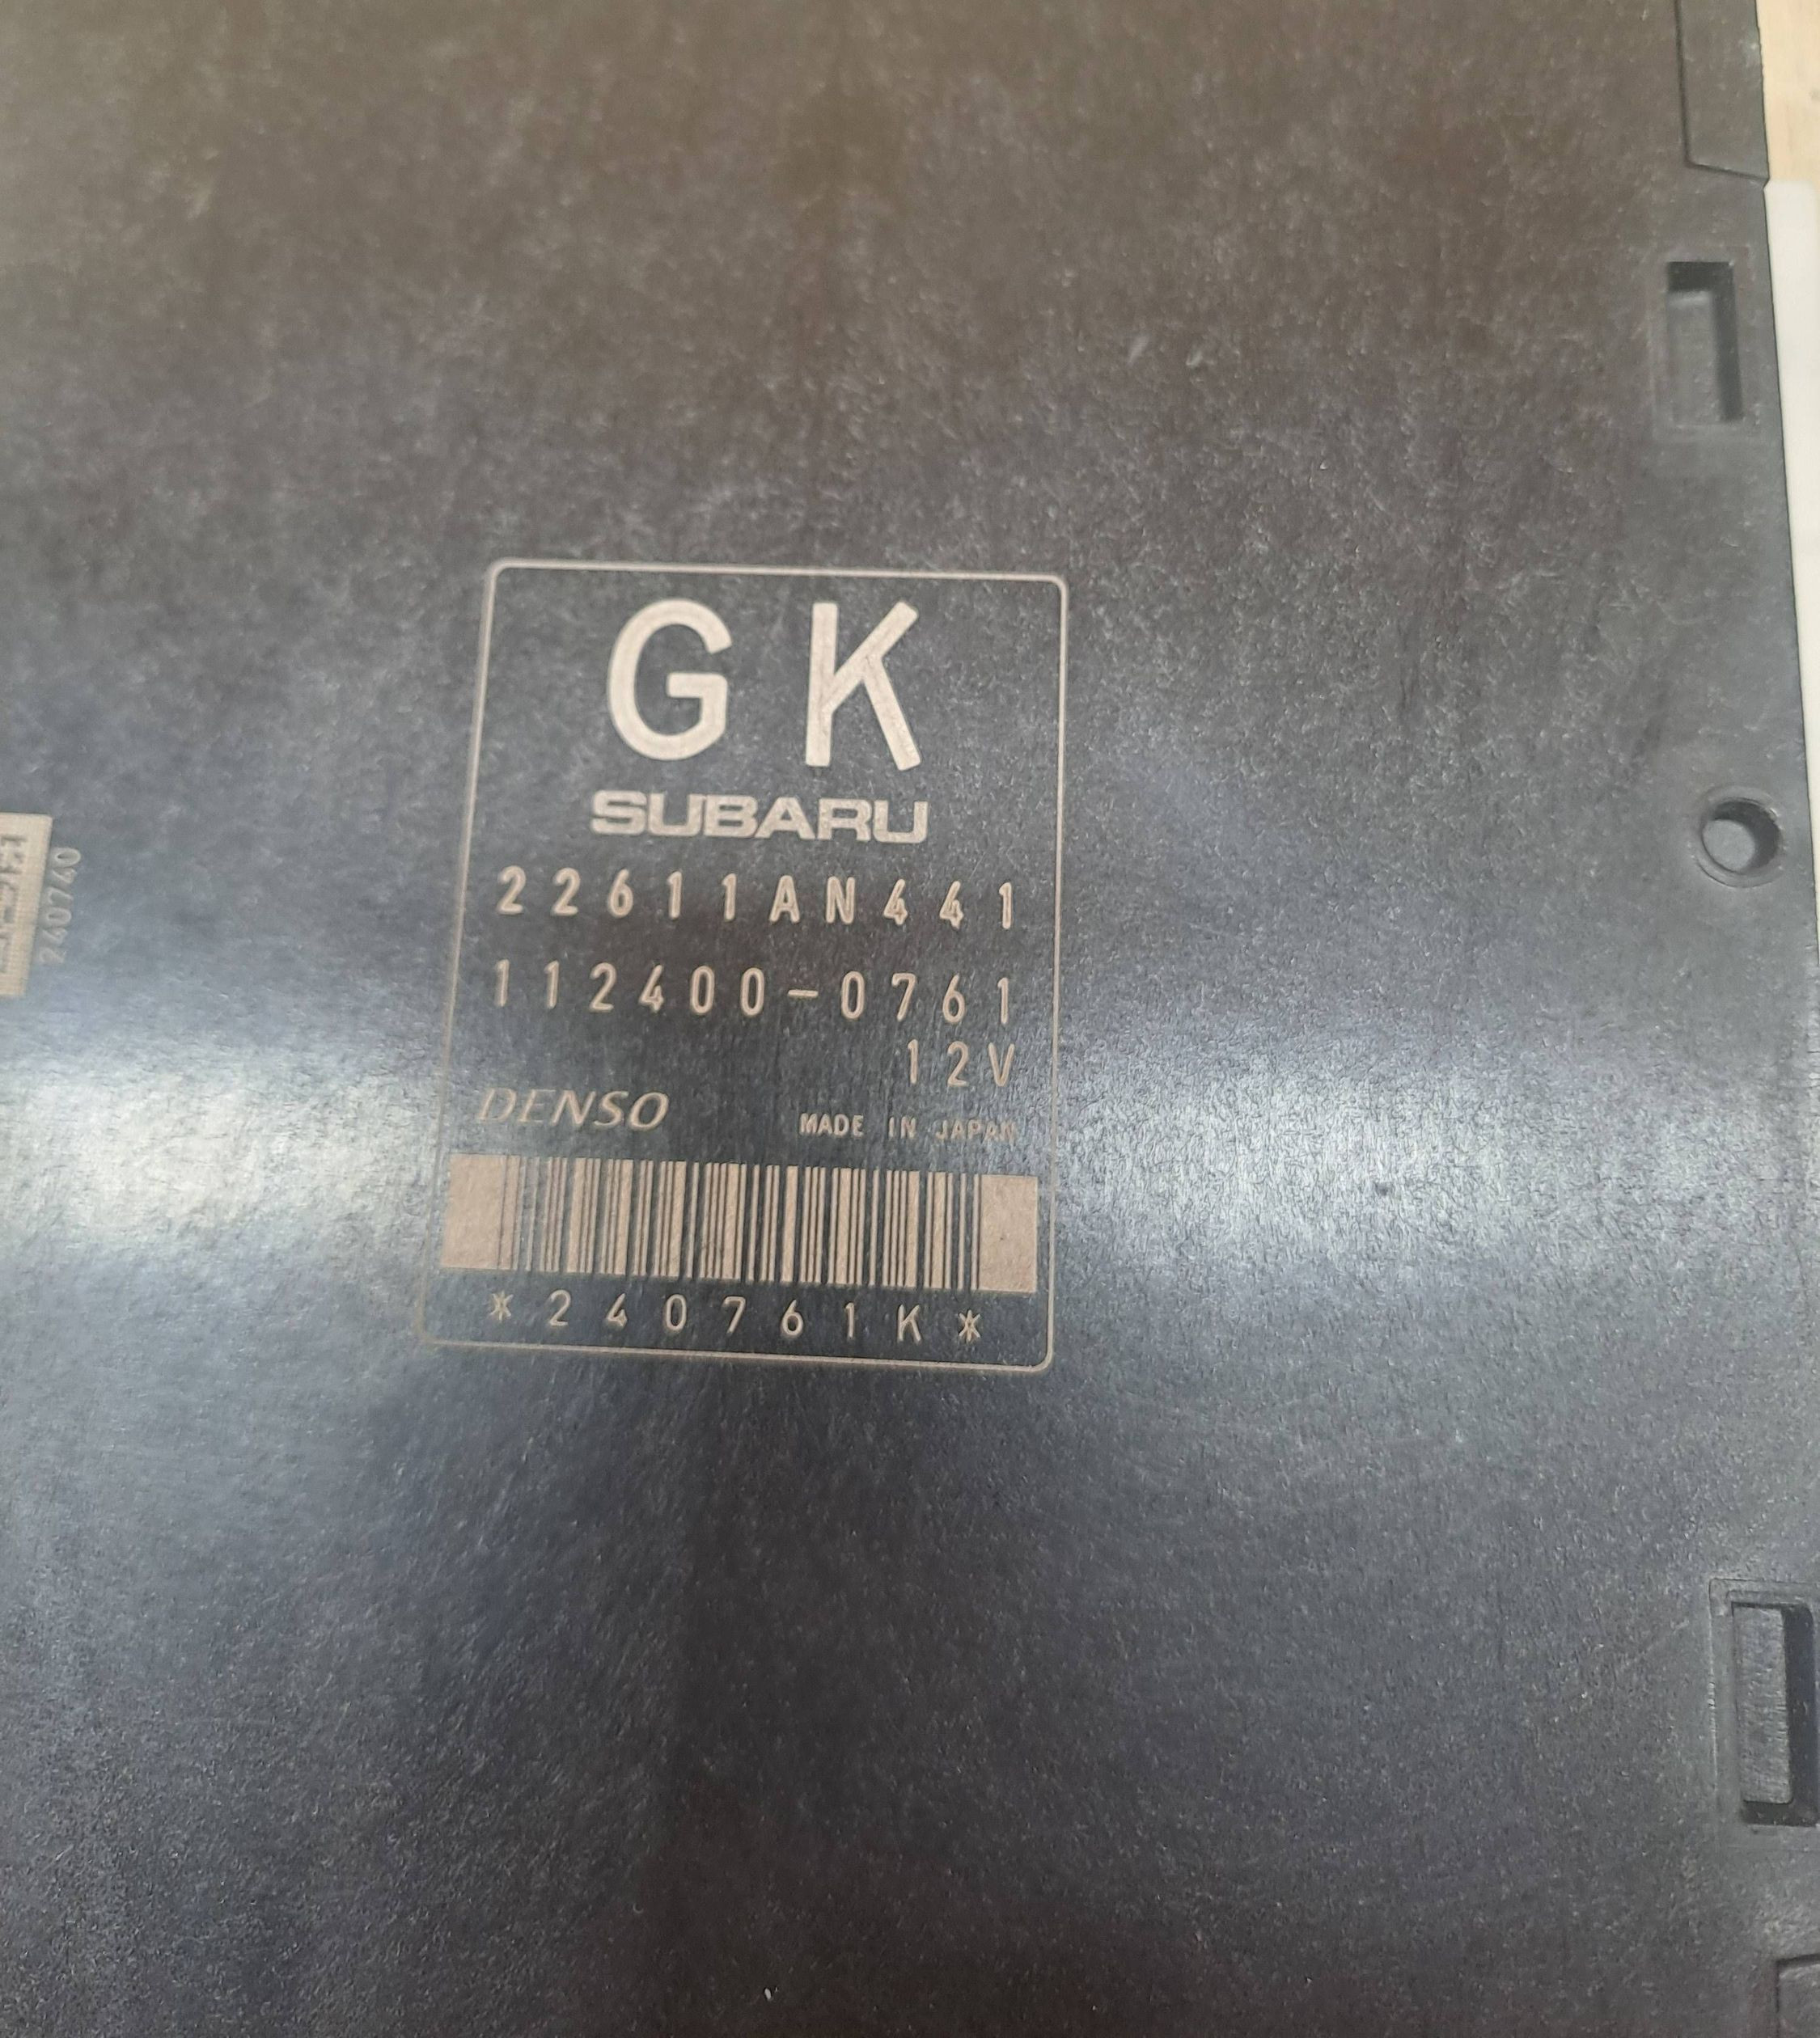 GK
SUBARU
22611AN441
112400-0761
12V
DENSO MADE IN JAPAN
*240761K*
240740